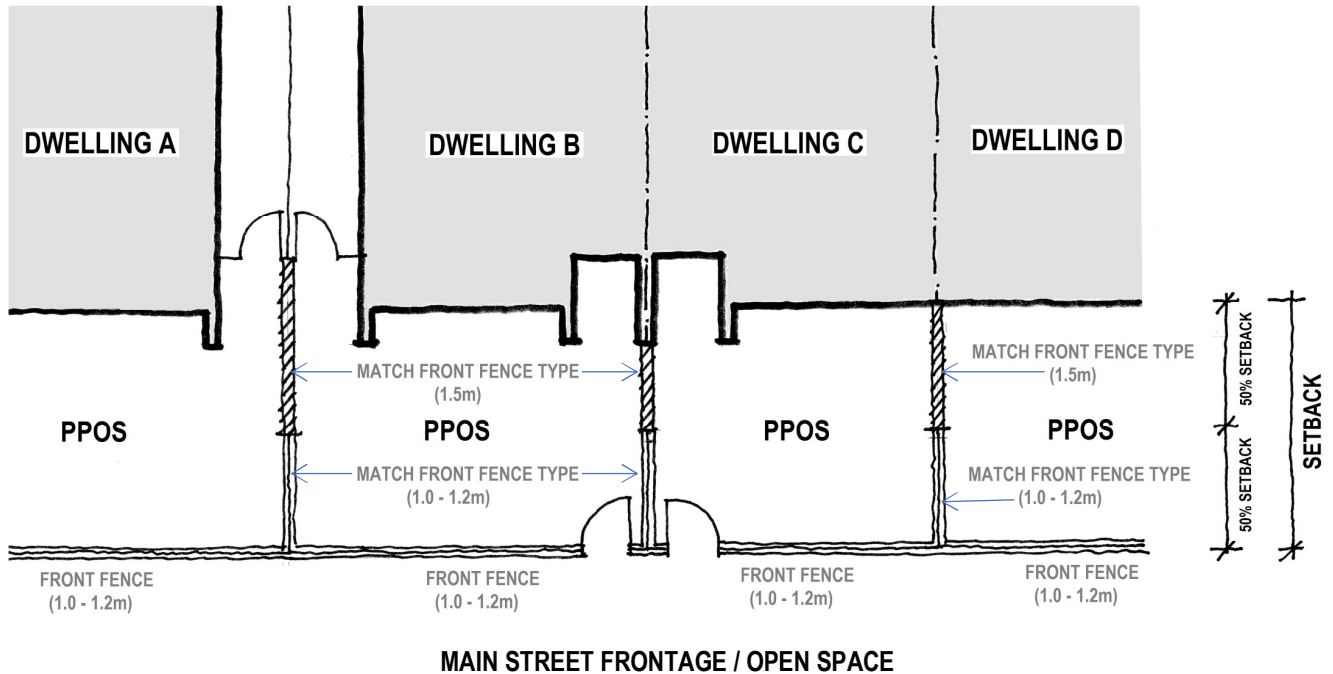 DWELLING A
DWELLING B
DWELLING C
DWELLING D
MATCH FRONT FENCE TYPE
(1.5m)
MATCH FRONT FENCE TYPE
(1.5m)
50% SETBACK
SETBACK
PPOS
PPOS
PPOS
PPOS
MATCH FRONT FENCE TYPE
(1.0 - 1.2m)
MATCH FRONT FENCE TYPE
(1.0 - 1.2m)
50% SETBACK
FRONT FENCE
(1.0 - 1.2m)
FRONT FENCE
(1.0 - 1.2m)
FRONT FENCE
(1.0 - 1.2m)
FRONT FENCE
(1.0 - 1.2m)
MAIN STREET FRONTAGE / OPEN SPACE